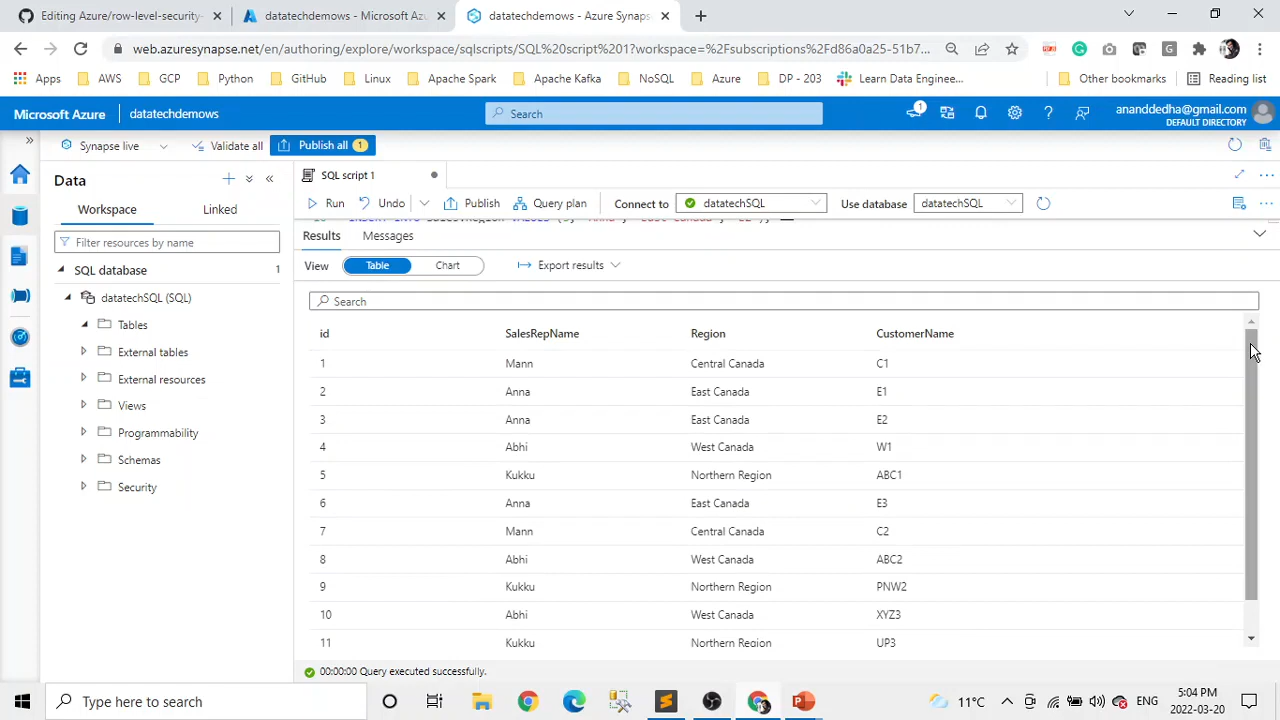 Editing Azure/row-level-security-
datatechdemows - Microsoft Az
datatechdemows - Azure Synaps
web.azuresynapse.net/en/authoring/explore/workspace/sqlscripts/SQL%20script%201?workspace=%2Fsubscriptions%2Fd86a0a25-51b7...
Apps
AWS
GCP
Python
GitHub
Linux
Apache Spark
Apache Kafka
NoSQL
Azure
DP - 203
Learn Data Enginee...
Other bookmarks
Reading list
Microsoft Azure
datatechdemows
Search
1
ananddedha@gmail.com
DEFAULT DIRECTORY
Synapse live
Validate all
Publish all 1
Data
SQL script 1
Workspace
Linked
Run
Undo
Publish
Query plan
Connect to
datatechSQL
Use database
datatechSQL
Filter resources by name
Results
Messages
SQL database
1
View
Table
Chart
Export results
datatechSQL (SQL)
Search
Tables
External tables
External resources
Views
Programmability
Schemas
Security
id SalesRepName Region CustomerName
1 Mann Central Canada C1
2 Anna East Canada E1
3 Anna East Canada E2
4 Abhi West Canada W1
5 Kukku Northern Region ABC1
6 Anna East Canada E3
7 Mann Central Canada C2
8 Abhi West Canada ABC2
9 Kukku Northern Region PNW2
10 Abhi West Canada XYZ3
11 Kukku Northern Region UP3
00:00:00 Query executed successfully.
Type here to search
11°C
ENG
5:04 PM
2022-03-20